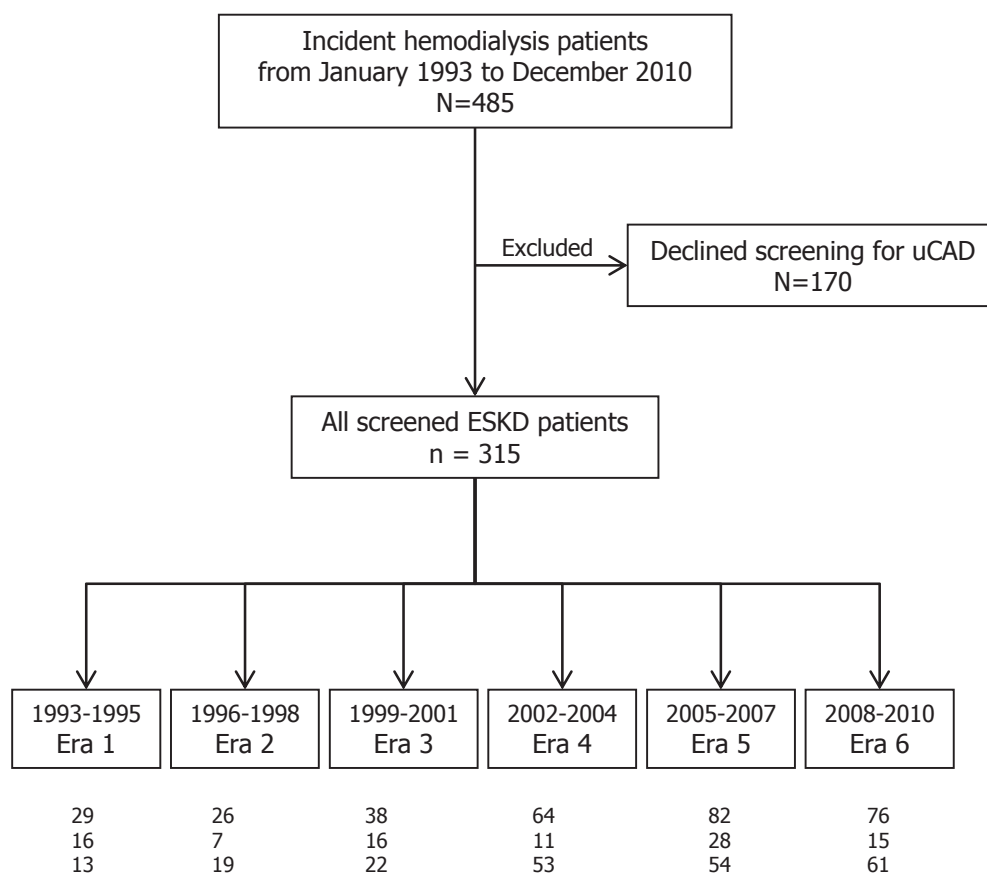 Incident hemodialysis patients
from January 1993 to December 2010
N=485
Excluded
Declined screening for uCAD
N=170
All screened ESKD patients
n = 315
1993-1995 1996-1998 1999-2001 2002-2004 2005-2007 2008-2010
Era 1 Era 2 Era 3 Era 4 Era 5 Era 6
29 26 38 64 82 76
16 7 16 11 28 15
13 19 22 53 54 61